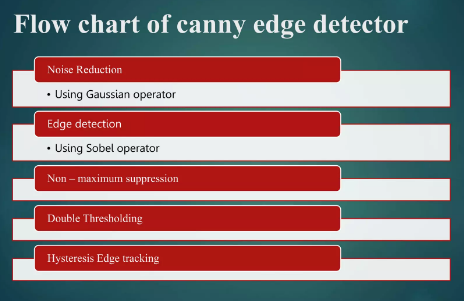 Flow chart of canny edge detector
Noise Reduction
• Using Gaussian operator
Edge detection
• Using Sobel operator
Non – maximum suppression
Double Thresholding
Hysteresis Edge tracking